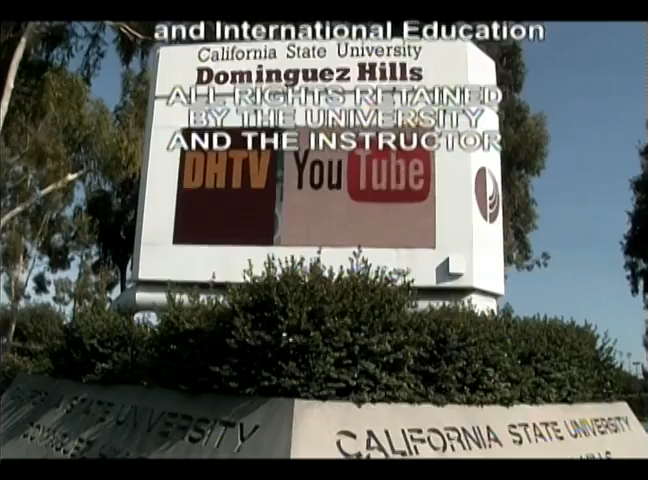 and International Education
California State University
Dominguez Hills
ALL RIGHTS RETAINED
BY THE UNIVERSITY
AND THE INSTRUCTOR
DHTV YouTube
STATE UNIVERSITY
CALIFORNIA STATE UNIVERSITY